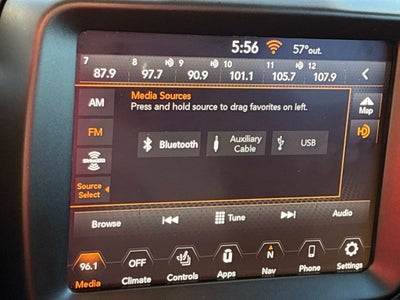 5:56 57°out.
7 8 9 10 11 12
87.9 97.7 90.9 101.1 105.7 107.9
Media Sources
Press and hold source to drag favorites on left.
AM
FM
Source
Select
Bluetooth
Auxiliary
Cable
USB
Map
Browse Tune Audio
96.1 OFF N
Media Climate Controls Apps Nav Phone Settings